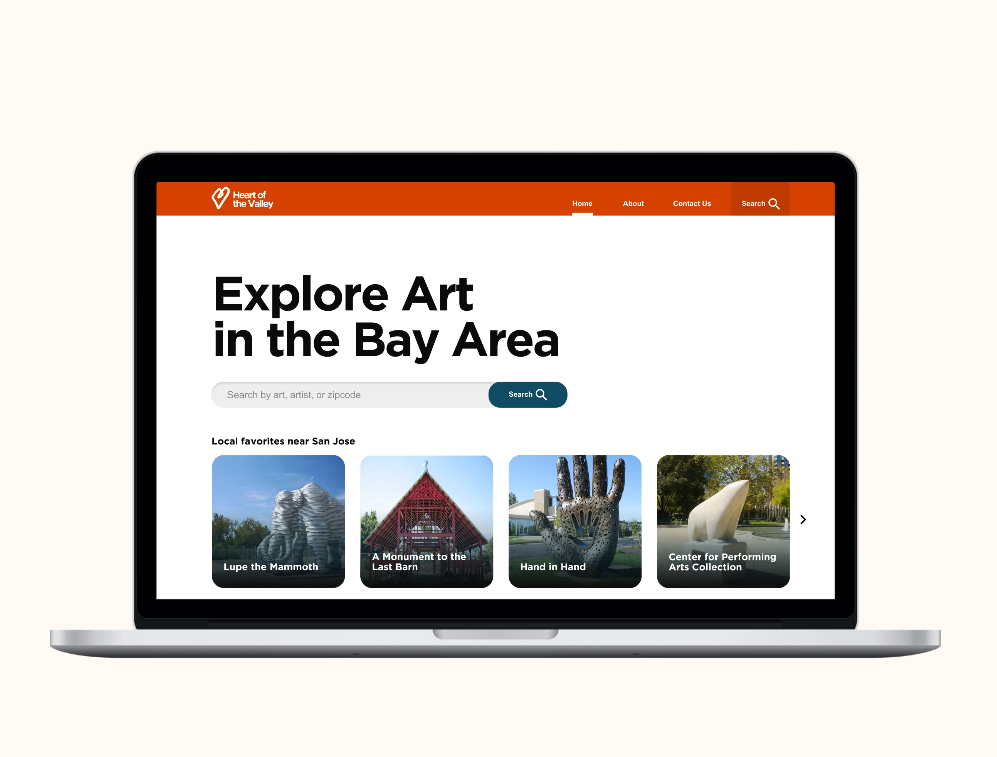 Heart of
the Valley
Home
About
Contact Us
Search
Explore Art
in the Bay Area
Search by art, artist, or zipcode
Search
Local favorites near San Jose
Lupe the Mammoth
A Monument to the
Last Barn
Hand in Hand
Center for Performing
Arts Collection